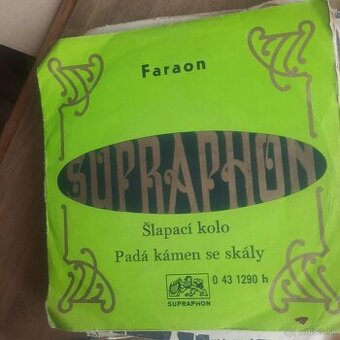 Faraon
SUPRAPHON
Šlapací kolo
Padá kámen se skály
SUPRAPHON
0 43 1290 h